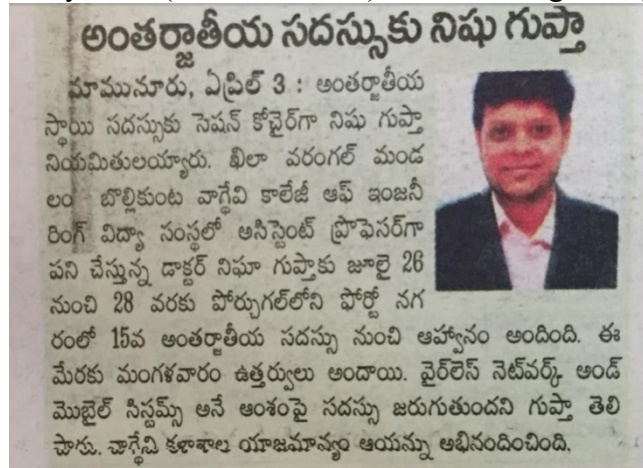 అంతర్జాతీయ సదస్సుకు నిషు గుప్తా
మామునూరు, ఏప్రిల్ 3 : అంతర్జాతీయ
స్థాయి సదస్సుకు సెషన్ కోచైర్‌గా నిషు గుప్తా
నియమితులయ్యారు. ఖిలా వరంగల్ మండ
లం బొల్లికుంట వాగ్దేవి కాలేజీ ఆఫ్ ఇంజనీ
రింగ్ విద్యా సంస్థలో అసిస్టెంట్ ప్రొఫెసర్‌గా
పని చేస్తున్న డాక్టర్ నిషా గుప్తాకు జూలై 26
నుంచి 28 వరకు పోర్చుగల్‌లోని ఫోర్టో నగ
రంలో 15వ అంతర్జాతీయ సదస్సు నుంచి ఆహ్వానం అందింది. ఈ
మేరకు మంగళవారం ఉత్తర్వులు అందాయి. వైర్‌లెస్ నెట్‌వర్క్ అండ్
మొబైల్ సిస్టమ్స్ అనే అంశంపై సదస్సు జరుగుతుందని గుప్తా తెలి
పారు. వాగ్దేవి కళాశాల యాజమాన్యం ఆయన్ను అభినందించింది.